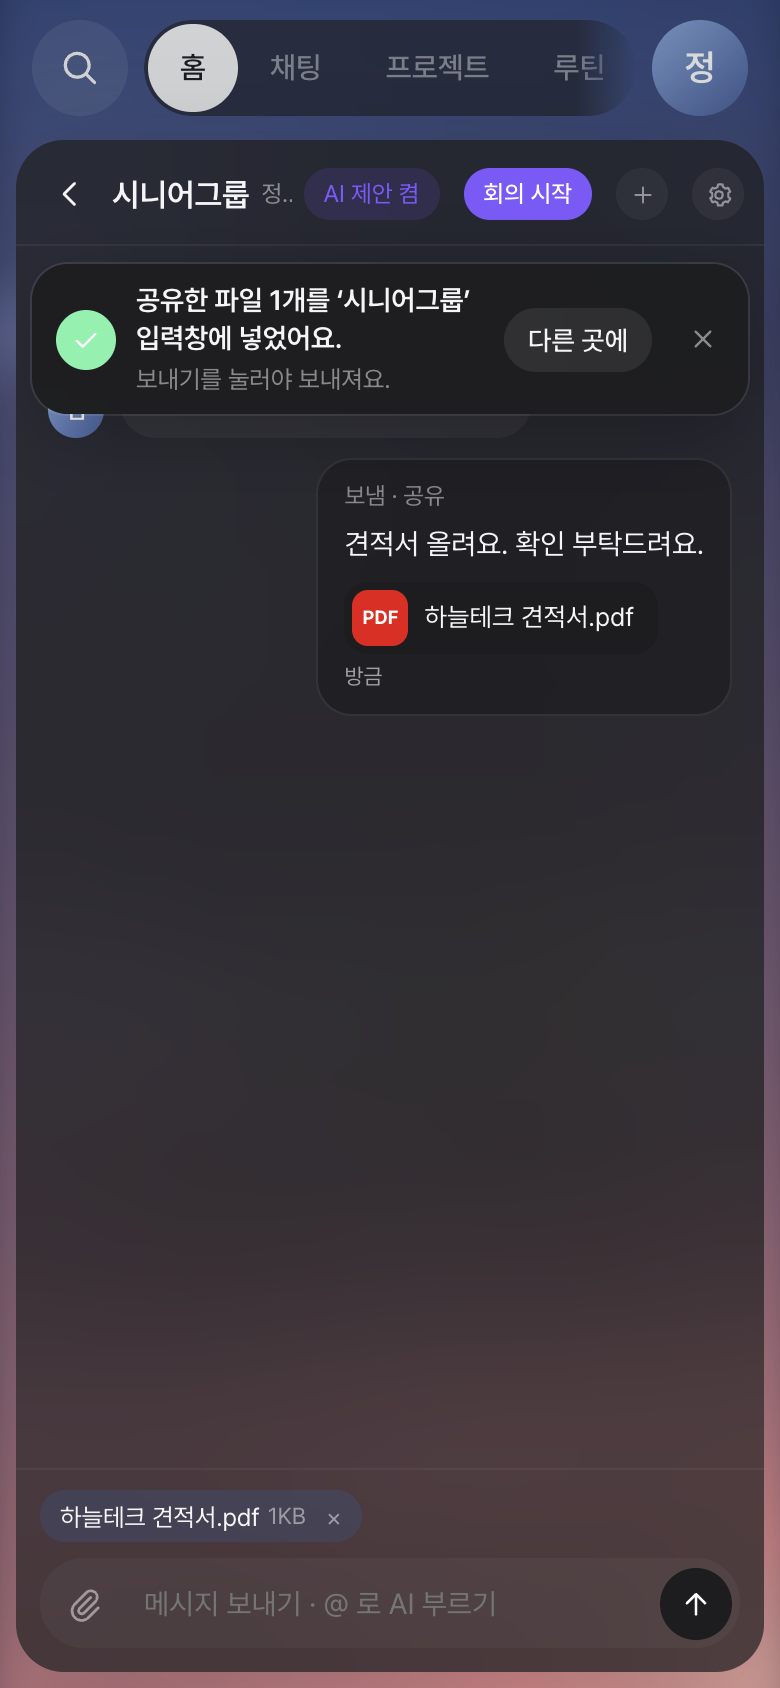 홈
채팅
프로젝트
루틴
정
시니어그룹 정..
AI 제안 켬
회의 시작
공유한 파일 1개를 ‘시니어그룹’
입력창에 넣었어요.
보내기를 눌러야 보내져요.
다른 곳에
보냄 · 공유
견적서 올려요. 확인 부탁드려요.
PDF 하늘테크 견적서.pdf
방금
하늘테크 견적서.pdf 1KB
메시지 보내기 · @ 로 AI 부르기